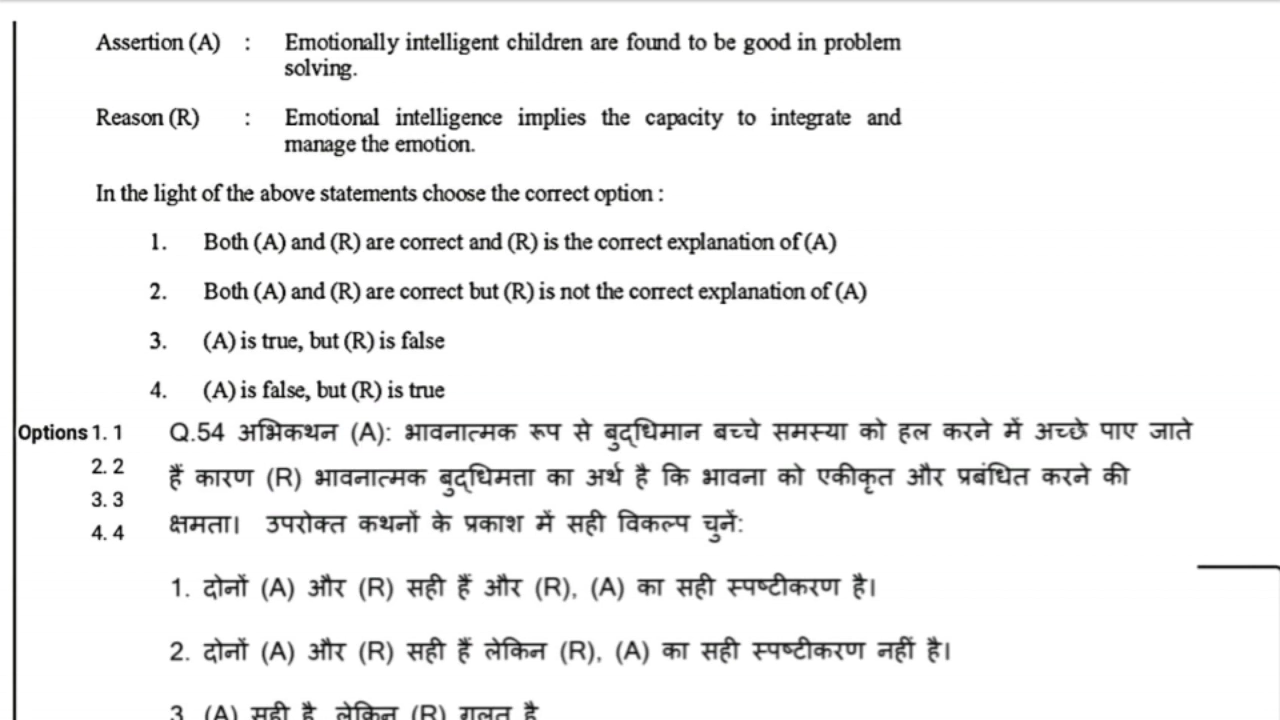 Assertion (A) : Emotionally intelligent children are found to be good in problem
solving.
Reason (R) : Emotional intelligence implies the capacity to integrate and
manage the emotion.
In the light of the above statements choose the correct option :
1. Both (A) and (R) are correct and (R) is the correct explanation of (A)
2. Both (A) and (R) are correct but (R) is not the correct explanation of (A)
3. (A) is true, but (R) is false
4. (A) is false, but (R) is true
Options 1. 1
2. 2
3. 3
4. 4
Q.54 अभिकथन (A): भावनात्मक रूप से बुद्धिमान बच्चे समस्या को हल करने में अच्छे पाए जाते
हैं कारण (R) भावनात्मक बुद्धिमत्ता का अर्थ है कि भावना को एकीकृत और प्रबंधित करने की
क्षमता। उपरोक्त कथनों के प्रकाश में सही विकल्प चुनें:
1. दोनों (A) और (R) सही हैं और (R), (A) का सही स्पष्टीकरण है।
2. दोनों (A) और (R) सही हैं लेकिन (R), (A) का सही स्पष्टीकरण नहीं है।
3. (A) सही है, लेकिन (R) गलत है